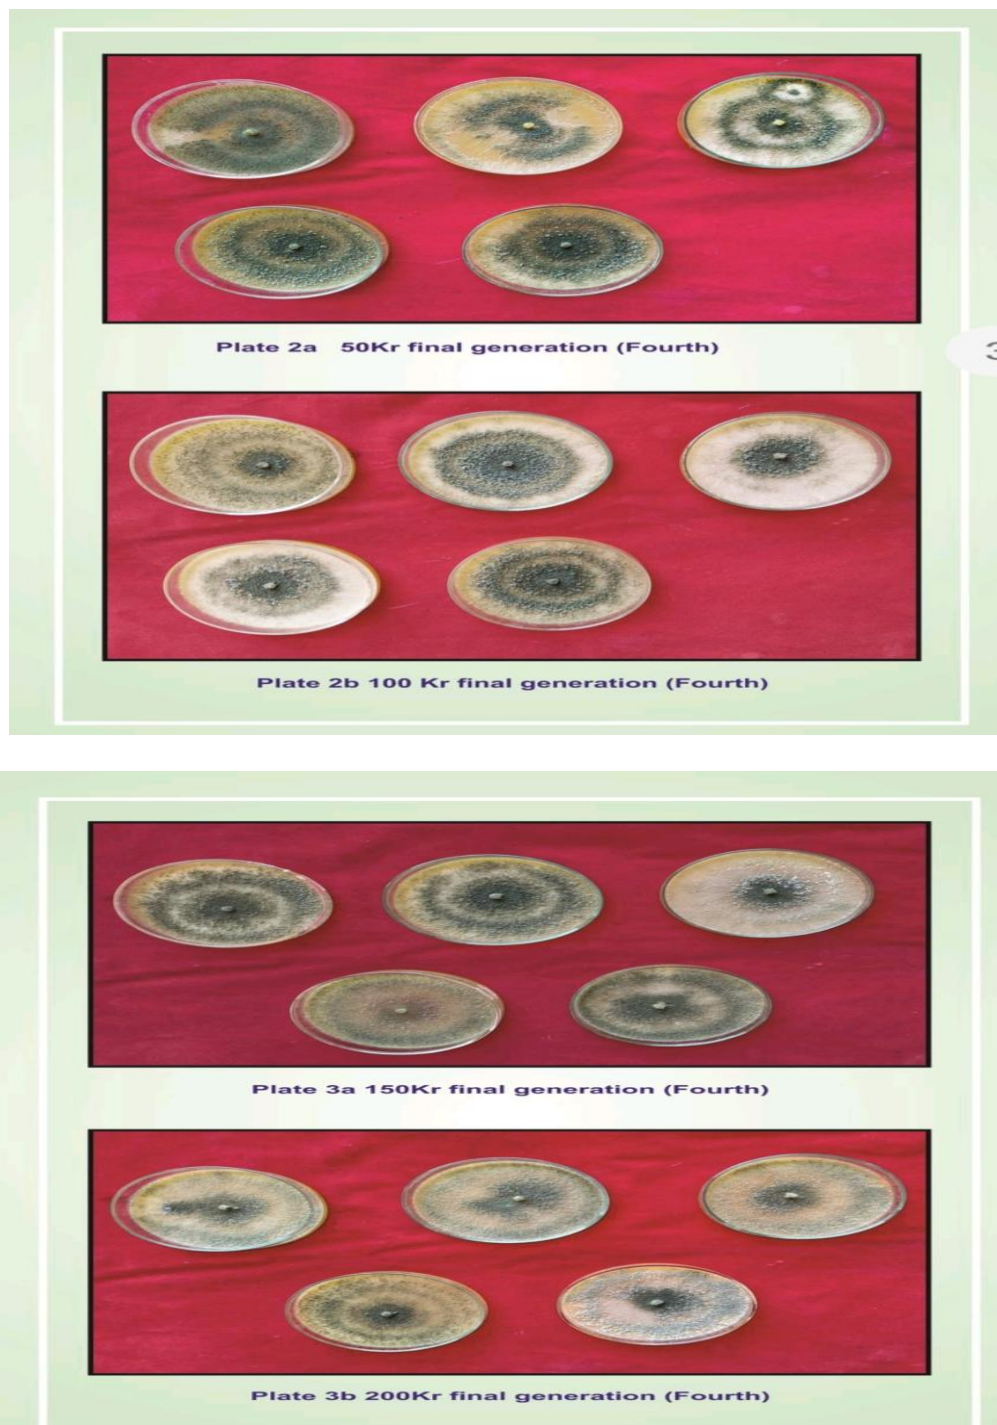 Plate 2a 50Kr final generation (Fourth)
3
Plate 2b 100 Kr final generation (Fourth)
Plate 3a 150Kr final generation (Fourth)
Plate 3b 200Kr final generation (Fourth)